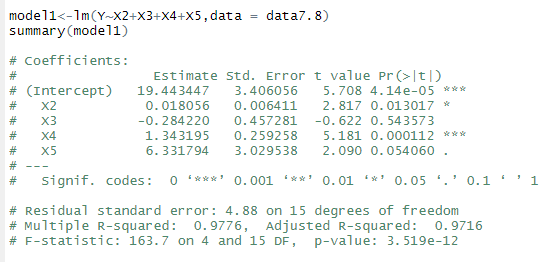 model1<-lm(Y~X2+X3+X4+X5,data = data7.8)
summary(model1)
# Coefficients:
#                Estimate Std. Error t value Pr(>|t|)
# (Intercept)  19.443447   3.406056   5.708 4.14e-05 ***
#   X2          0.018056   0.006411   2.817 0.013017 *
#   X3         -0.284220   0.457281  -0.622 0.543573
#   X4          1.343195   0.259258   5.181 0.000112 ***
#   X5          6.331794   3.029538   2.090 0.054060 .
# ---
#   Signif. codes:  0 ‘***’ 0.001 ‘**’ 0.01 ‘*’ 0.05 ‘.’ 0.1 ‘ ’ 1
# Residual standard error: 4.88 on 15 degrees of freedom
# Multiple R-squared:  0.9776,  Adjusted R-squared:  0.9716
# F-statistic: 163.7 on 4 and 15 DF,  p-value: 3.519e-12